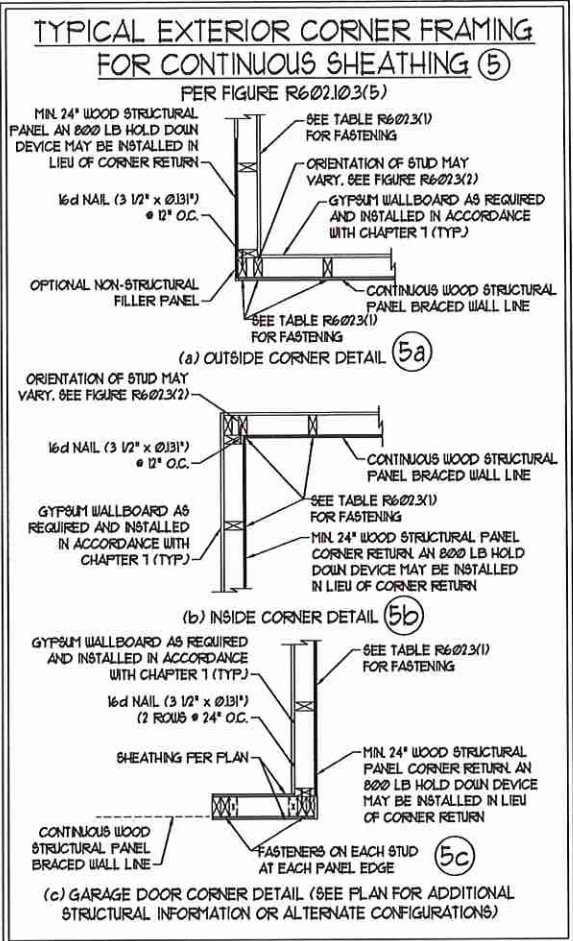 TYPICAL EXTERIOR CORNER FRAMING
FOR CONTINUOUS SHEATHING 5
PER FIGURE R602.10.3(5)
MIN. 24" WOOD STRUCTURAL
PANEL AN 800 LB HOLD DOWN
DEVICE MAY BE INSTALLED IN
LIEU OF CORNER RETURN
16d NAIL (3 1/2" x Ø.131")
@ 12" O.C.
OPTIONAL NON-STRUCTURAL
FILLER PANEL
SEE TABLE R602.3(1)
FOR FASTENING
ORIENTATION OF STUD MAY
VARY. SEE FIGURE R602.3(2)
GYPSUM WALLBOARD AS REQUIRED
AND INSTALLED IN ACCORDANCE
WITH CHAPTER 7 (TYP.)
CONTINUOUS WOOD STRUCTURAL
PANEL BRACED WALL LINE
SEE TABLE R602.3(1)
FOR FASTENING
(a) OUTSIDE CORNER DETAIL 5a
ORIENTATION OF STUD MAY
VARY. SEE FIGURE R602.3(2)
16d NAIL (3 1/2" x Ø.131")
@ 12" O.C.
GYPSUM WALLBOARD AS
REQUIRED AND INSTALLED
IN ACCORDANCE WITH
CHAPTER 7 (TYP.)
CONTINUOUS WOOD STRUCTURAL
PANEL BRACED WALL LINE
SEE TABLE R602.3(1)
FOR FASTENING
MIN. 24" WOOD STRUCTURAL PANEL
CORNER RETURN. AN 800 LB HOLD
DOWN DEVICE MAY BE INSTALLED
IN LIEU OF CORNER RETURN
(b) INSIDE CORNER DETAIL 5b
GYPSUM WALLBOARD AS REQUIRED
AND INSTALLED IN ACCORDANCE
WITH CHAPTER 7 (TYP.)
16d NAIL (3 1/2" x Ø.131")
(2 ROWS @ 24" O.C.
SHEATHING PER PLAN
CONTINUOUS WOOD
STRUCTURAL PANEL
BRACED WALL LINE
SEE TABLE R602.3(1)
FOR FASTENING
MIN. 24" WOOD STRUCTURAL
PANEL CORNER RETURN. AN
800 LB HOLD DOWN DEVICE
MAY BE INSTALLED IN LIEU
OF CORNER RETURN
FASTENERS ON EACH STUD
AT EACH PANEL EDGE
5c
(c) GARAGE DOOR CORNER DETAIL (SEE PLAN FOR ADDITIONAL
STRUCTURAL INFORMATION OR ALTERNATE CONFIGURATIONS)